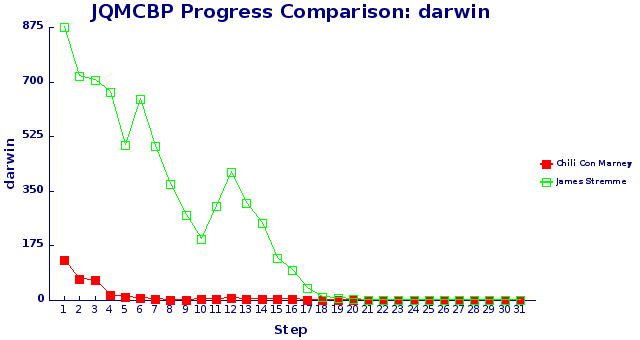 JQMCBP Progress Comparison: darwin
875
700
525
350
175
0
darwin
1 2 3 4 5 6 7 8 9 10 11 12 13 14 15 16 17 18 19 20 21 22 23 24 25 26 27 28 29 30 31
Step
Chili Con Marney
James Stremme